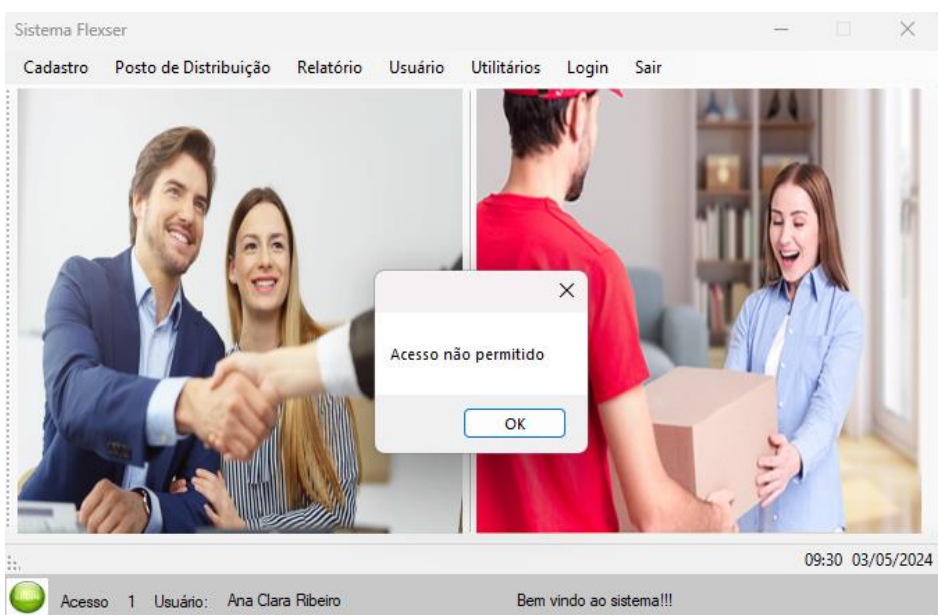 Sistema Flexser
Cadastro Posto de Distribuição Relatório Usuário Utilitários Login Sair
Acesso não permitido
OK
09:30 03/05/2024
Acesso 1 Usuário: Ana Clara Ribeiro Bem vindo ao sistema!!!